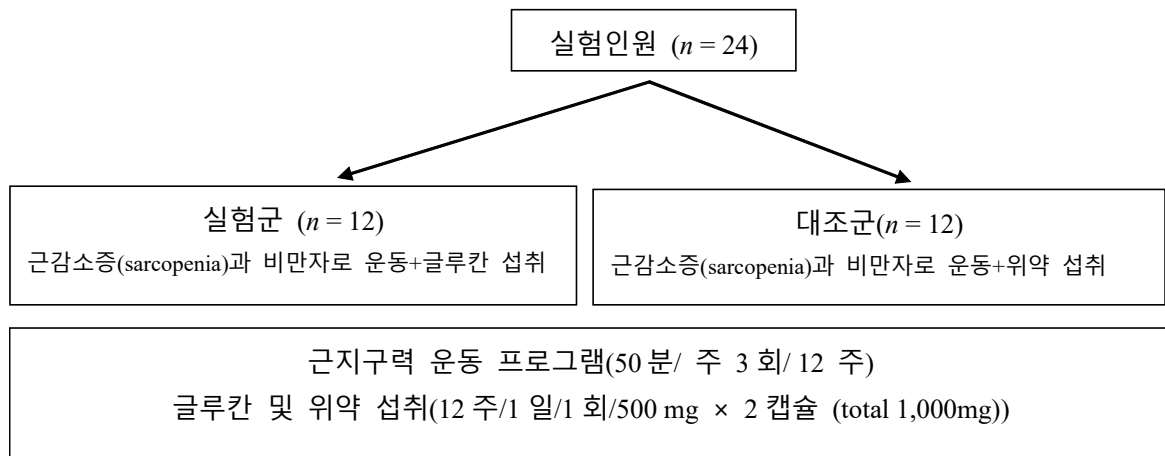 실험인원 (n = 24)
실험군 (n = 12)
근감소증(sarcopenia)과 비만자로 운동+글루칸 섭취
대조군(n = 12)
근감소증(sarcopenia)과 비만자로 운동+위약 섭취
근지구력 운동 프로그램(50 분/ 주 3 회/ 12 주)
글루칸 및 위약 섭취(12 주/1 일/1 회/500 mg × 2 캡슐 (total 1,000mg))